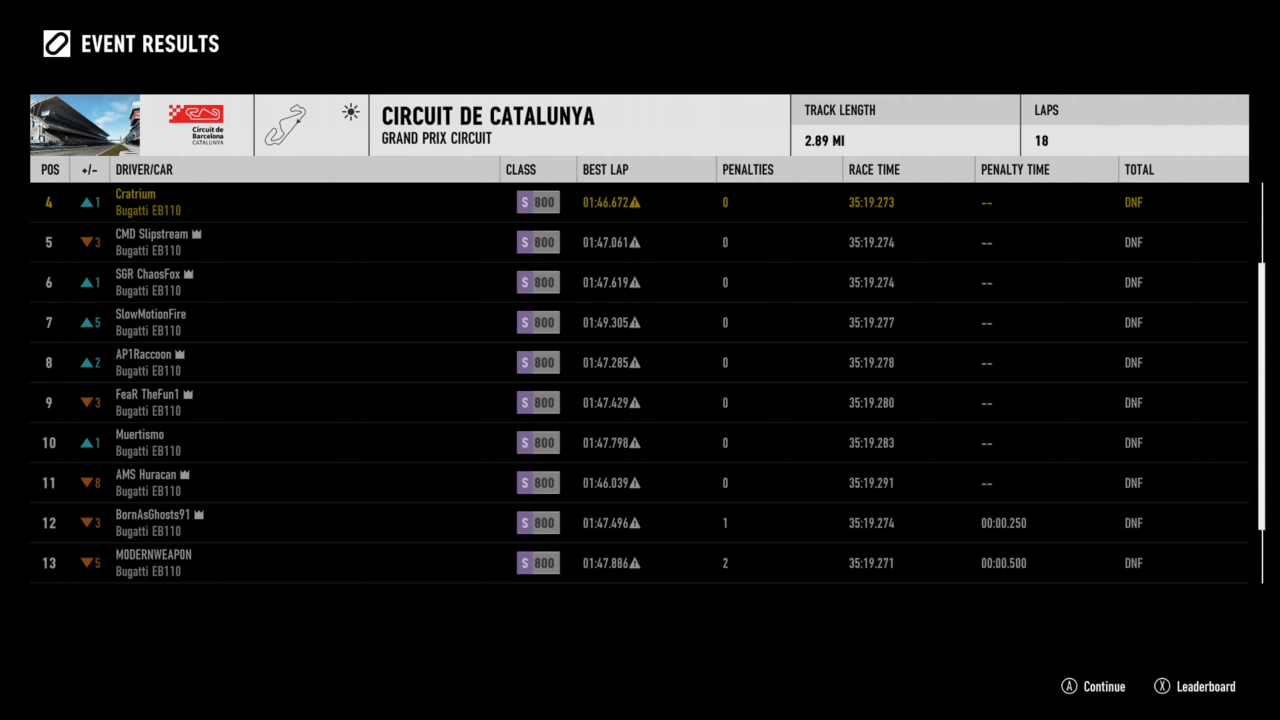 EVENT RESULTS
Circuit de
Barcelona
CATALUNYA
CIRCUIT DE CATALUNYA
GRAND PRIX CIRCUIT
TRACK LENGTH
2.89 MI
LAPS
18
POS +/- DRIVER/CAR CLASS BEST LAP PENALTIES RACE TIME PENALTY TIME TOTAL
4 1 Cratrium S 800 01:46.672 0 35:19.273 -- DNF
Bugatti EB110
5 3 CMD Slipstream S 800 01:47.061 0 35:19.274 -- DNF
Bugatti EB110
6 1 SGR ChaosFox S 800 01:47.619 0 35:19.274 -- DNF
Bugatti EB110
7 5 SlowMotionFire S 800 01:49.305 0 35:19.277 -- DNF
Bugatti EB110
8 2 AP1Raccoon S 800 01:47.285 0 35:19.278 -- DNF
Bugatti EB110
9 3 FeaR TheFun1 S 800 01:47.429 0 35:19.280 -- DNF
Bugatti EB110
10 1 Muertismo S 800 01:47.798 0 35:19.283 -- DNF
Bugatti EB110
11 8 AMS Huracan S 800 01:46.039 0 35:19.291 -- DNF
Bugatti EB110
12 3 BornAsGhosts91 S 800 01:47.496 1 35:19.274 00:00.250 DNF
Bugatti EB110
13 5 MODERNWEAPON S 800 01:47.886 2 35:19.271 00:00.500 DNF
Bugatti EB110
A Continue X Leaderboard